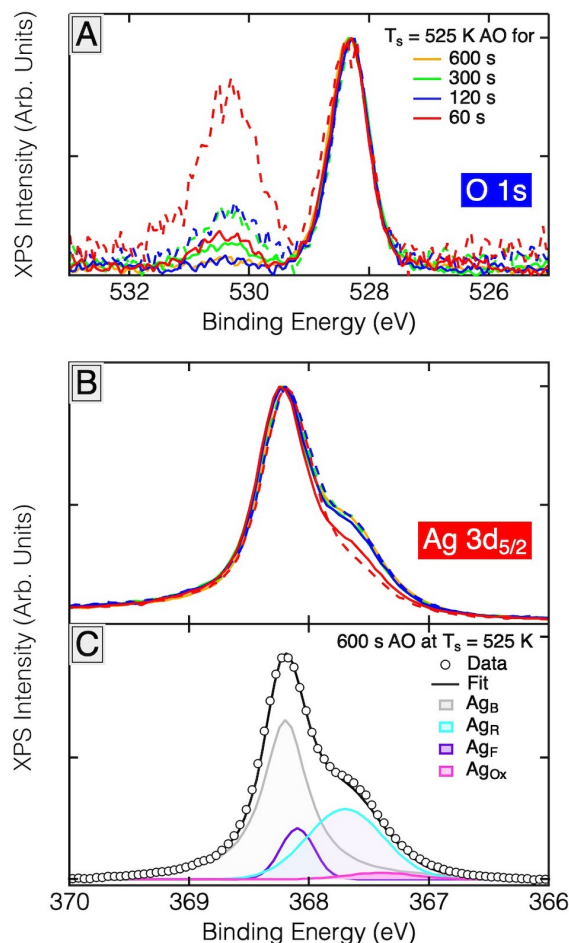 A
T_s = 525 K AO for
600 s
300 s
120 s
60 s
O 1s
XPS Intensity (Arb. Units)
532
530
528
526
Binding Energy (eV)
B
Ag 3d_5/2
XPS Intensity (Arb. Units)
C
600 s AO at T_s = 525 K
Data
Fit
Ag_B
Ag_R
Ag_F
Ag_Ox
370
369
368
367
366
Binding Energy (eV)